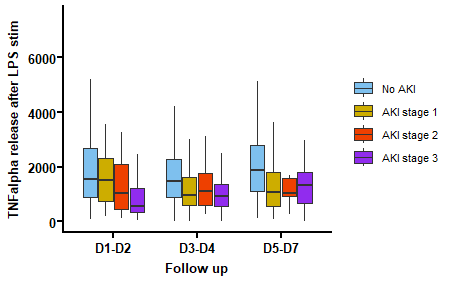 TNFalpha release after LPS stim
6000
4000
2000
0
D1-D2
D3-D4
D5-D7
Follow up
No AKI
AKI stage 1
AKI stage 2
AKI stage 3